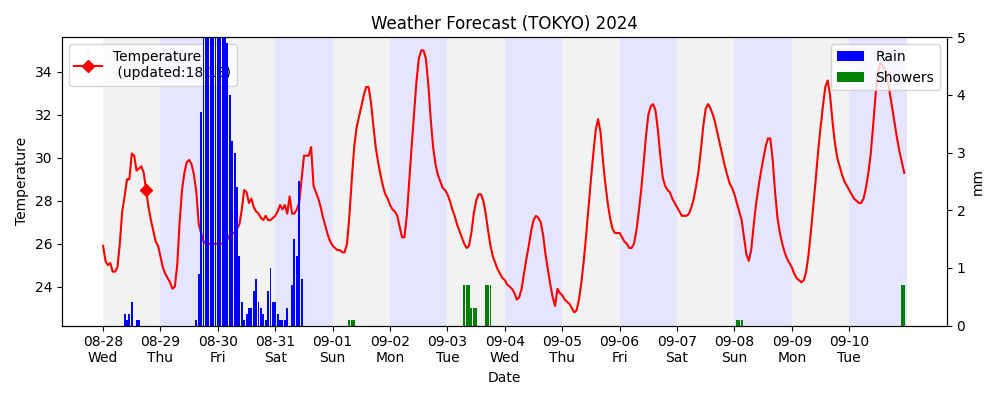 Weather Forecast (TOKYO) 2024
Temperature
(updated:18
Rain
Showers
Temperature
34
32
30
28
26
24
5
4
3
2
1
0
mm
08-28 08-29 08-30 08-31 09-01 09-02 09-03 09-04 09-05 09-06 09-07 09-08 09-09 09-10
Wed Thu Fri Sat Sun Mon Tue Wed Thu Fri Sat Sun Mon Tue
Date